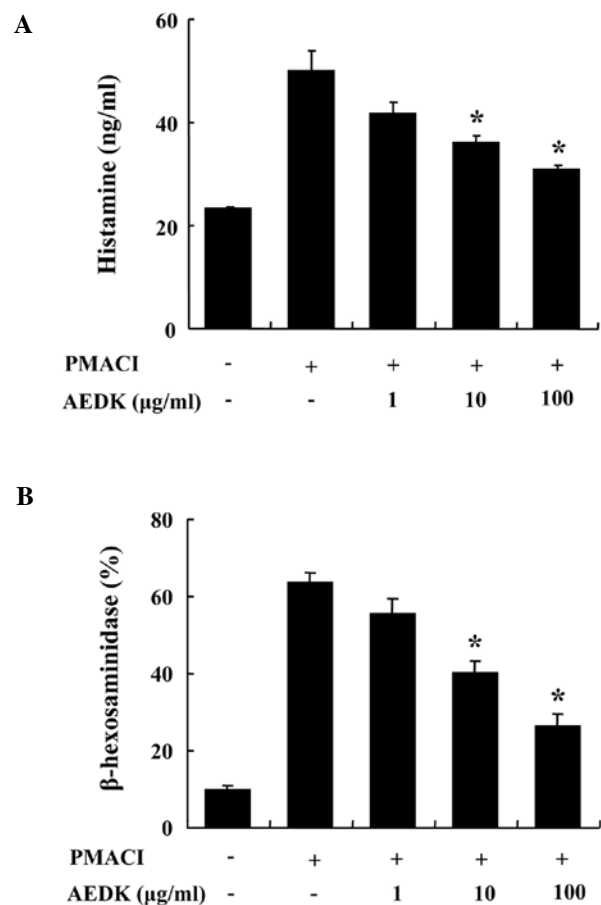 A
60
40
20
0
Histamine (ng/ml)
* *
PMACI - + + + +
AEDK (µg/ml) - - 1 10 100
B
80
60
40
20
0
β-hexosaminidase (%)
* *
PMACI - + + + +
AEDK (µg/ml) - - 1 10 100